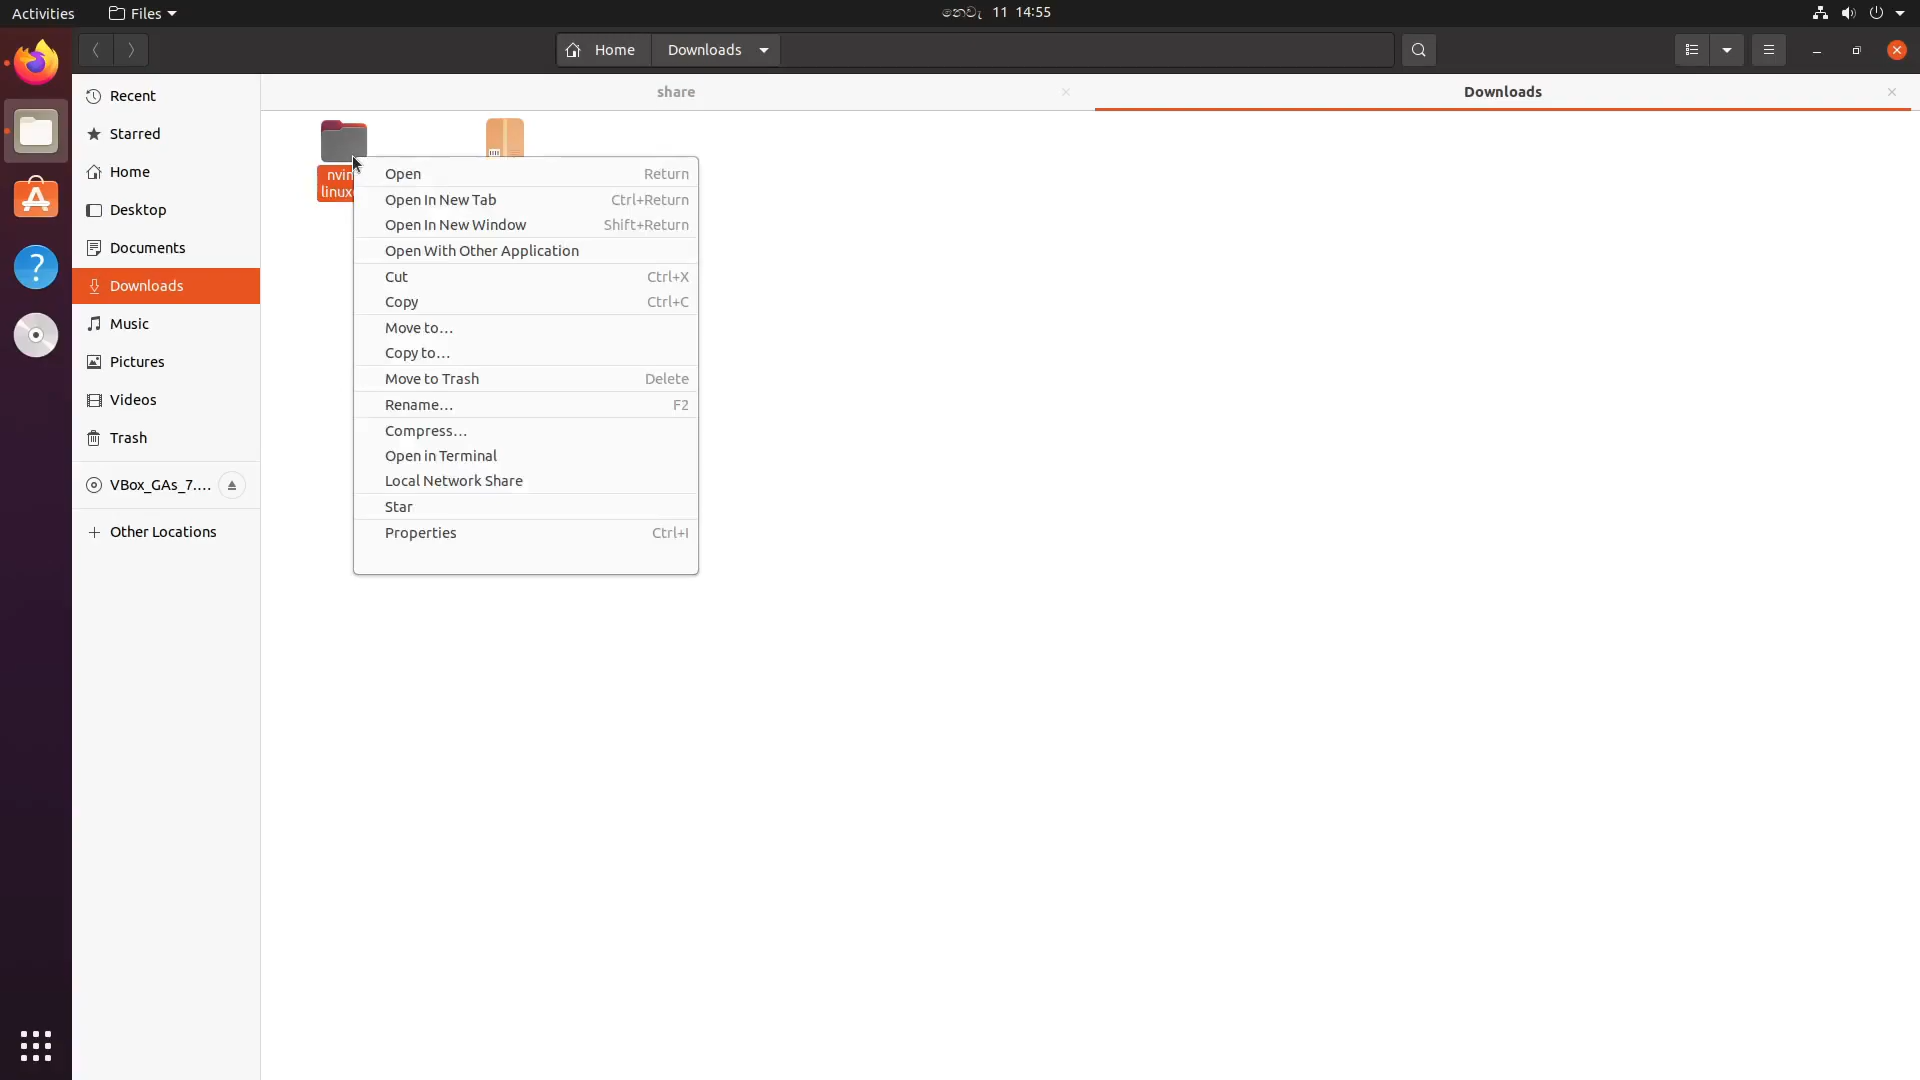 Activities
Files
නොවැ 11 14:55
Home
Downloads
Recent
Starred
Home
Desktop
Documents
Downloads
Music
Pictures
Videos
Trash
VBox_GAs_7....
Other Locations
share
Downloads
Open Return
Open In New Tab Ctrl+Return
Open In New Window Shift+Return
Open With Other Application
Cut Ctrl+X
Copy Ctrl+C
Move to…
Copy to…
Move to Trash Delete
Rename… F2
Compress…
Open in Terminal
Local Network Share
Star
Properties Ctrl+I